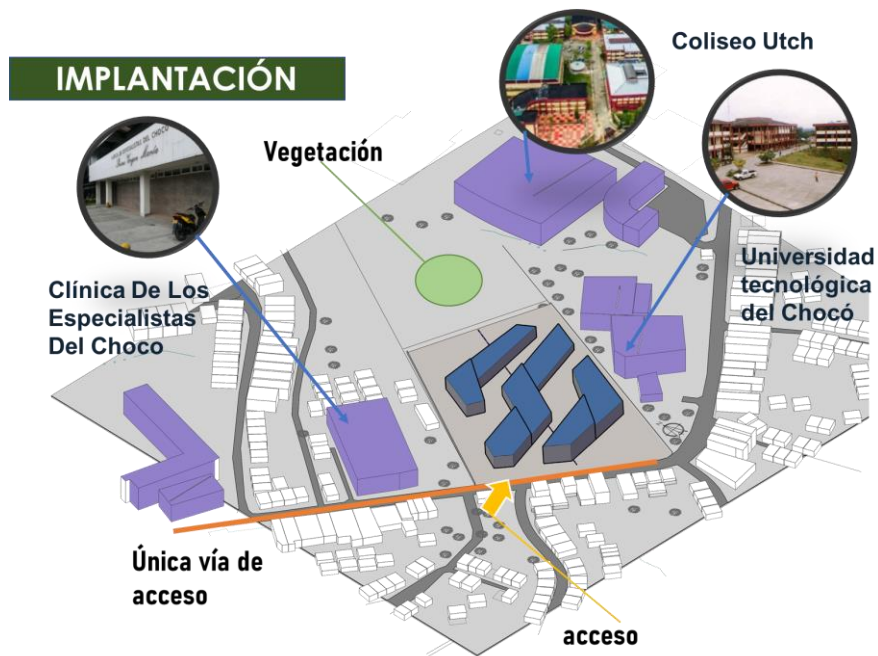 IMPLANTACIÓN
Coliseo Utch
Vegetación
Clínica De Los
Especialistas
Del Choco
Universidad
tecnológica
del Chocó
Única vía de
acceso
acceso